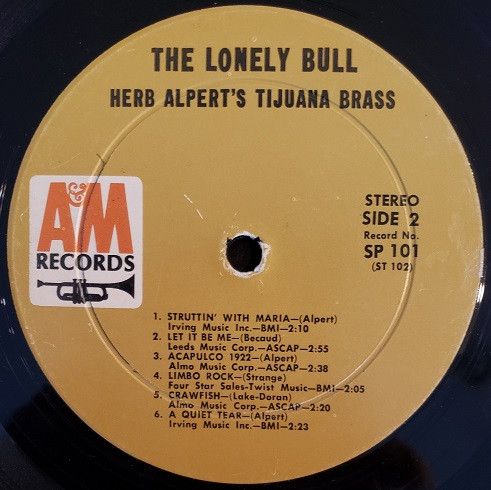 THE LONELY BULL
HERB ALPERT'S TIJUANA BRASS
A&M
RECORDS
STEREO
SIDE 2
Record No.
SP 101
(ST 102)
1. STRUTTIN' WITH MARIA—(Alpert)
Irving Music Inc.—BMI—2:10
2. LET IT BE ME—(Becaud)
Leeds Music Corp.—ASCAP—2:55
3. ACAPULCO 1922—(Alpert)
Almo Music Corp.—ASCAP—2:38
4. LIMBO ROCK—(Strange)
Four Star Sales-Twist Music—BMI—2:05
5. CRAWFISH—(Lake-Doran)
Almo Music Corp.—ASCAP—2:20
6. A QUIET TEAR—(Alpert)
Irving Music Inc.—BMI—2:23